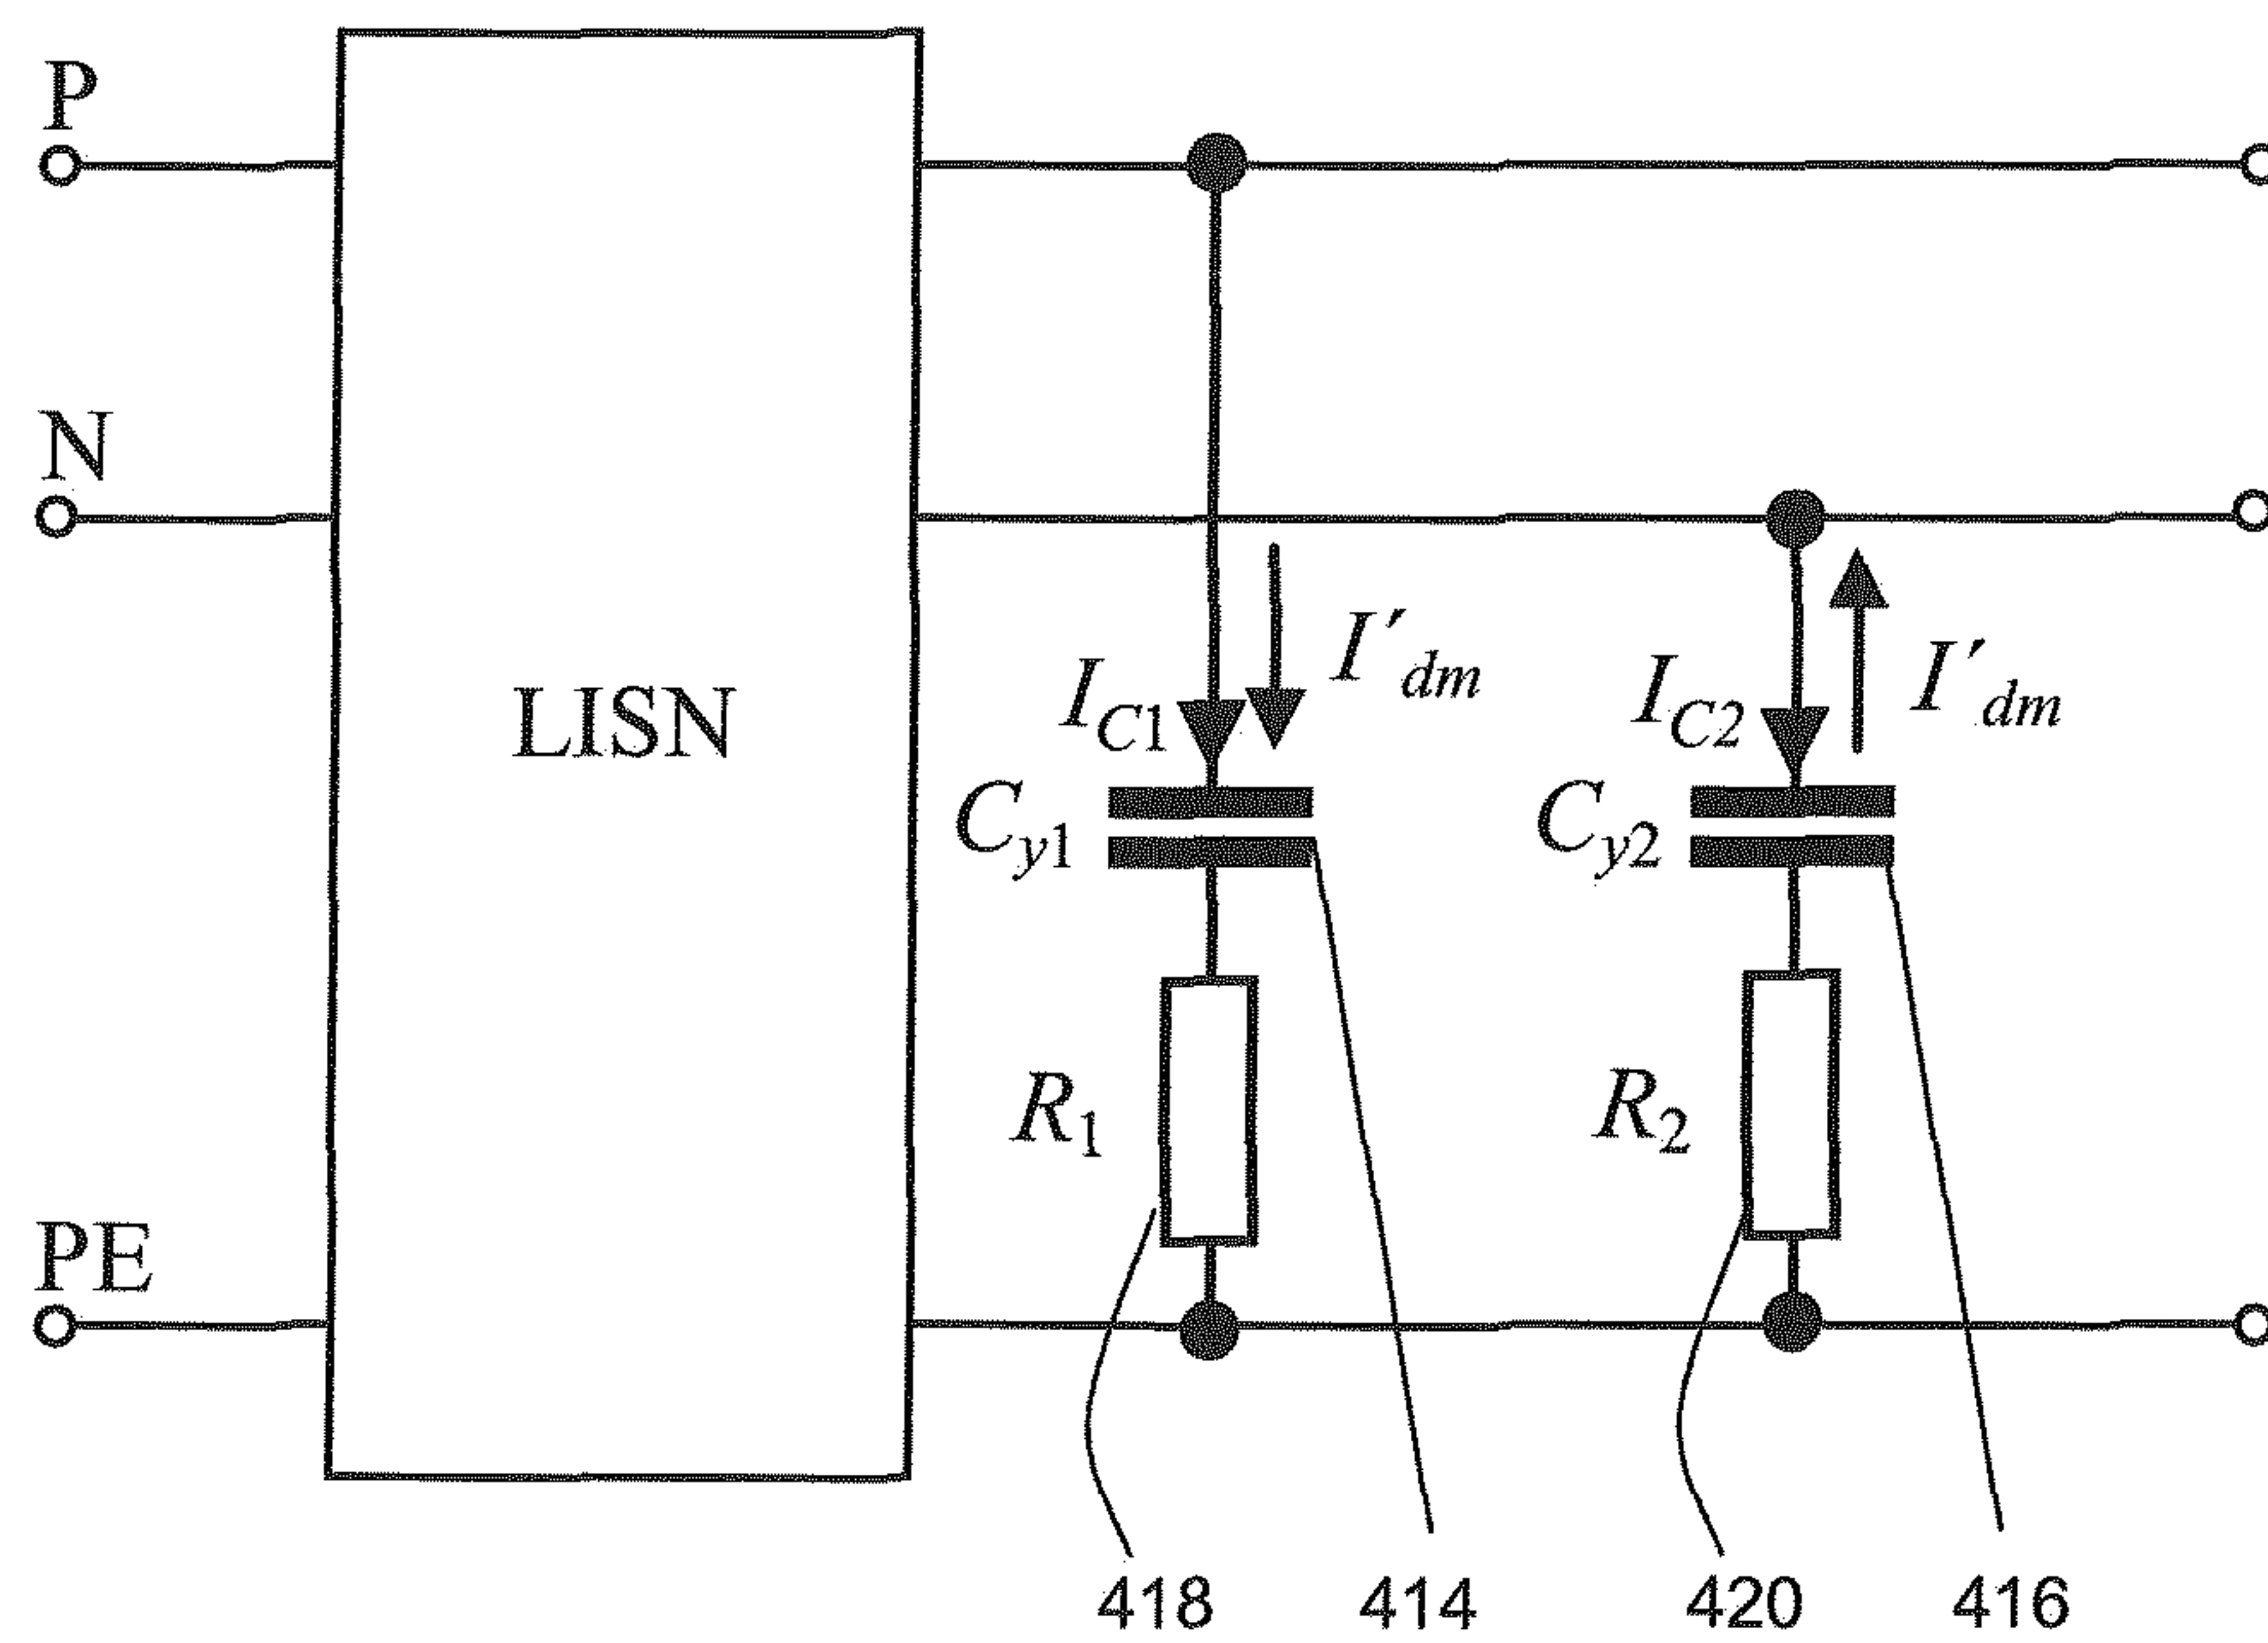 P
N
LISN
I'dm
IC1
I'dm
IC2
Cy1
Cy2
R1
R2
PE
418 414 420 416